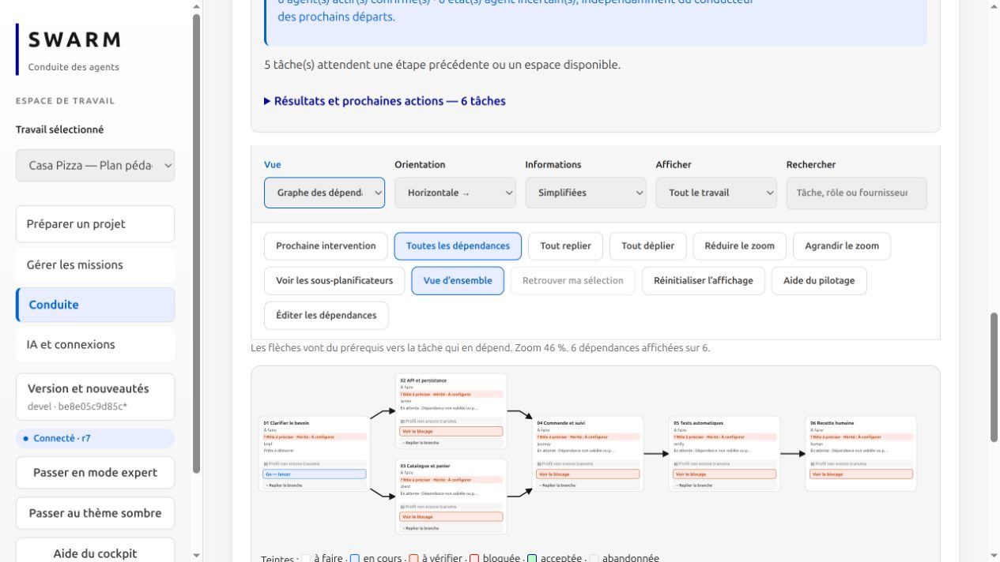 SWARM
Conduite des agents
ESPACE DE TRAVAIL
Travail sélectionné
Casa Pizza — Plan péda
Préparer un projet
Gérer les missions
Conduite
IA et connexions
Version et nouveautés
devel · be8e05c9d85c*
Connecté · r7
Passer en mode expert
Passer au thème sombre
Aide du cockpit
0 agent(s) actif(s) confirmé(s) · 0 état(s) agent incertain(s), indépendamment du conducteur
des prochains départs.
5 tâche(s) attendent une étape précédente ou un espace disponible.
▶ Résultats et prochaines actions — 6 tâches
Vue Orientation Informations Afficher Rechercher
Graphe des dépend Horizontale → Simplifiées Tout le travail Tâche, rôle ou fournisseur
Prochaine intervention Toutes les dépendances Tout replier Tout déplier Réduire le zoom Agrandir le zoom
Voir les sous-planificateurs Vue d’ensemble Retrouver ma sélection Réinitialiser l’affichage Aide du pilotage
Éditer les dépendances
Les flèches vont du prérequis vers la tâche qui en dépend. Zoom 46 %. 6 dépendances affichées sur 6.
01 Clarifier le besoin
À faire
? Rôle à préciser · Mérité : À configurer
brief
Prête à démarrer
Profil non encore transmis
Go — lancer
– Replier la branche
02 API et persistance
À faire
? Rôle à préciser · Mérité : À configurer
server
En attente : Dépendance non validée ou p…
Profil non encore transmis
Voir le blocage
– Replier la branche
03 Catalogue et panier
À faire
? Rôle à préciser · Mérité : À configurer
client
En attente : Dépendance non validée ou p…
Profil non encore transmis
Voir le blocage
– Replier la branche
04 Commande et suivi
À faire
? Rôle à préciser · Mérité : À configurer
journey
En attente : Dépendance non validée ou p…
Profil non encore transmis
Voir le blocage
– Replier la branche
05 Tests automatiques
À faire
? Rôle à préciser · Mérité : À configurer
verify
En attente : Dépendance non validée ou p…
Profil non encore transmis
Voir le blocage
– Replier la branche
06 Recette humaine
À faire
? Rôle à préciser · Mérité : À configurer
human
En attente : Dépendance non validée ou p…
Profil non encore transmis
Voir le blocage
Teintes : à faire · en cours · à vérifier · bloquée · acceptée · abandonnée